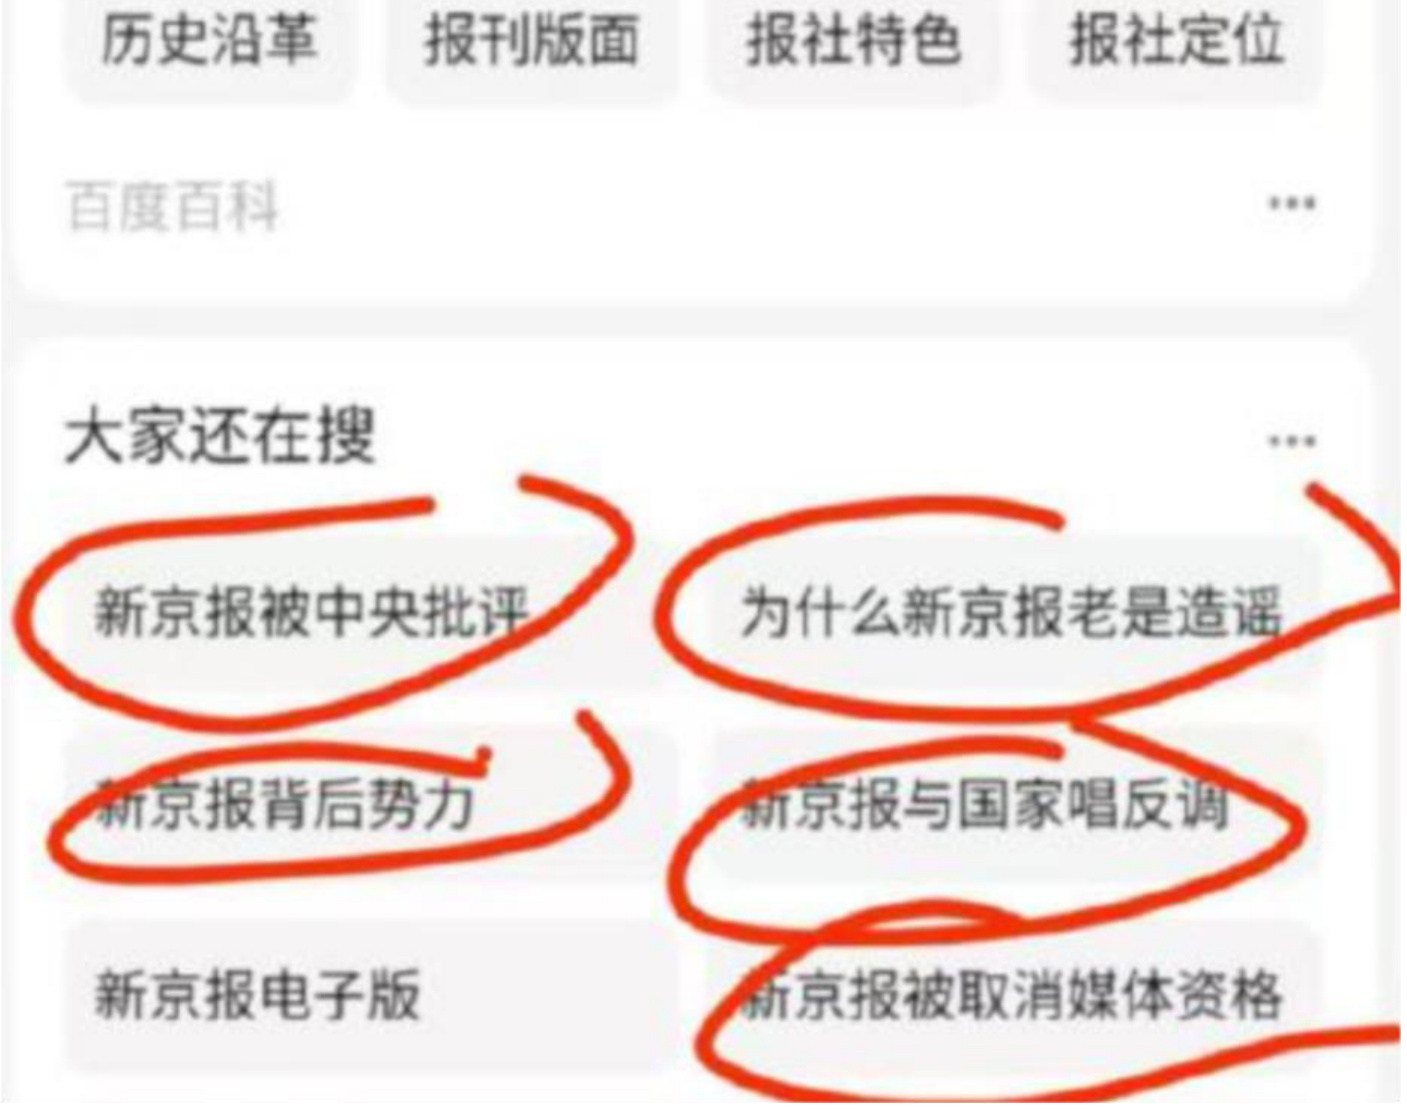 历史沿革 报刊版面 报社特色 报社定位
百度百科
大家还在搜
新京报被中央批评 为什么新京报老是造谣
新京报背后势力 新京报与国家唱反调
新京报电子版 新京报被取消媒体资格